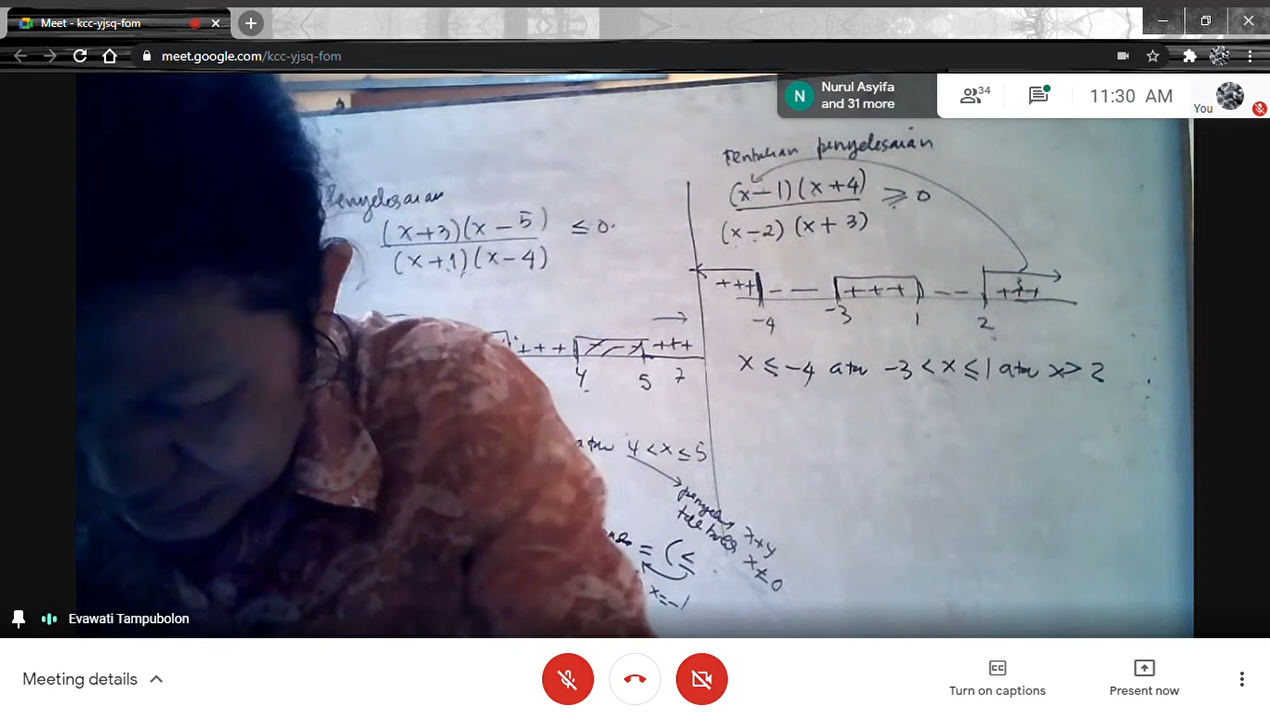 Meet - kcc-yjsq-fom
meet.google.com/kcc-yjsq-fom
N
Nurul Asyifa
and 31 more
34
11:30 AM
You
Penyelesaian
(x+3)(x-5) ≤ 0
(x+1)(x-4)
+++ +++
4 5 7
atau 4 < x ≤ 5
x = -1
Tentukan penyelesaian
(x-1)(x+4) ≥ 0
(x-2)(x+3)
+++ -- +++ -- +++
-4 -3 1 2
x ≤ -4 atau -3 < x ≤ 1 atau x > 2
Evawati Tampubolon
Meeting details
CC
Turn on captions
Present now